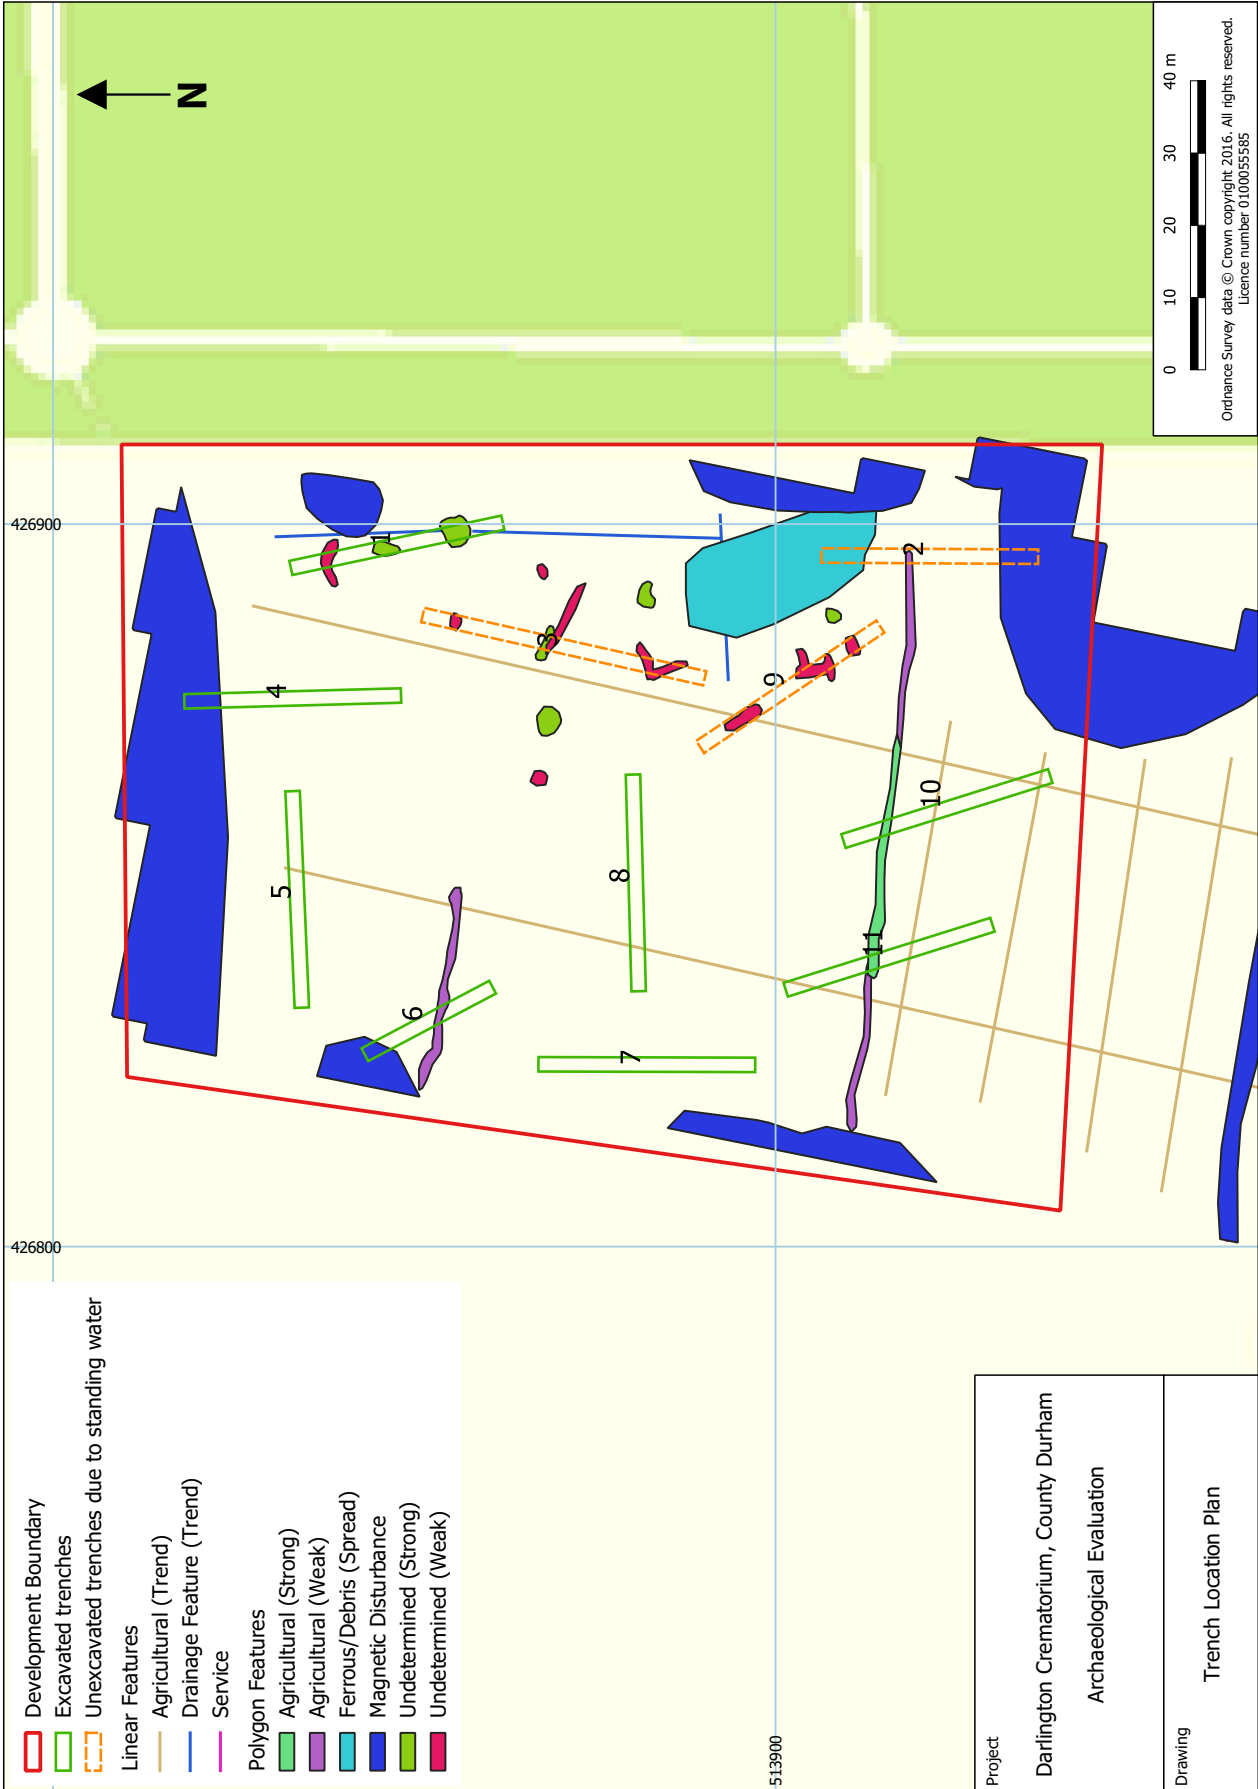 Development Boundary
Excavated trenches
Unexcavated trenches due to standing water
Linear Features
Agricultural (Trend)
Drainage Feature (Trend)
Service
Polygon Features
Agricultural (Strong)
Agricultural (Weak)
Ferrous/Debris (Spread)
Magnetic Disturbance
Undetermined (Strong)
Undetermined (Weak)
426800
426900
513900
N
1
2
3
4
5
6
7
8
9
10
11
0 10 20 30 40 m
Ordnance Survey data © Crown copyright 2016. All rights reserved.
Licence number 0100055585
Project
Darlington Crematorium, County Durham
Archaeological Evaluation
Drawing
Trench Location Plan